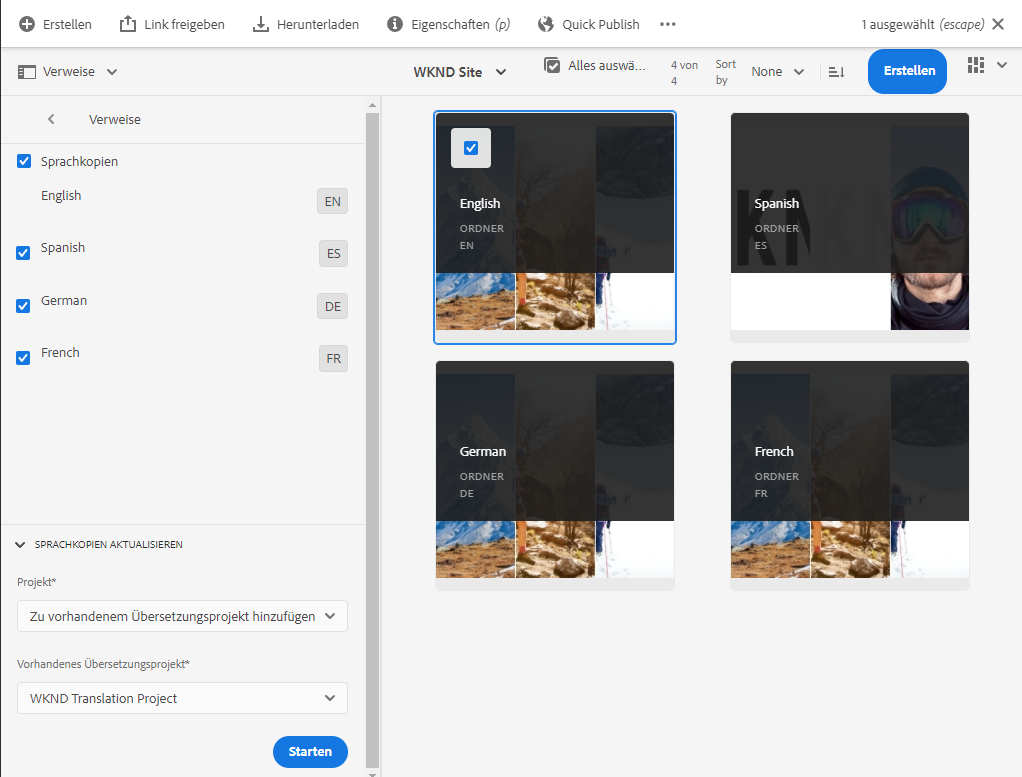 Erstellen Link freigeben Herunterladen Eigenschaften (p) Quick Publish 1 ausgewählt (escape)
Verweise WKND Site Alles auswä... 4 von 4 Sort by None Erstellen
Verweise
Sprachkopien
English EN
Spanish ES
German DE
French FR
SPRACHKOPIEN AKTUALISIEREN
Projekt*
Zu vorhandenem Übersetzungsprojekt hinzufügen
Vorhandenes Übersetzungsprojekt*
WKND Translation Project
Starten
English
ORDNER
EN
Spanish
ORDNER
ES
German
ORDNER
DE
French
ORDNER
FR